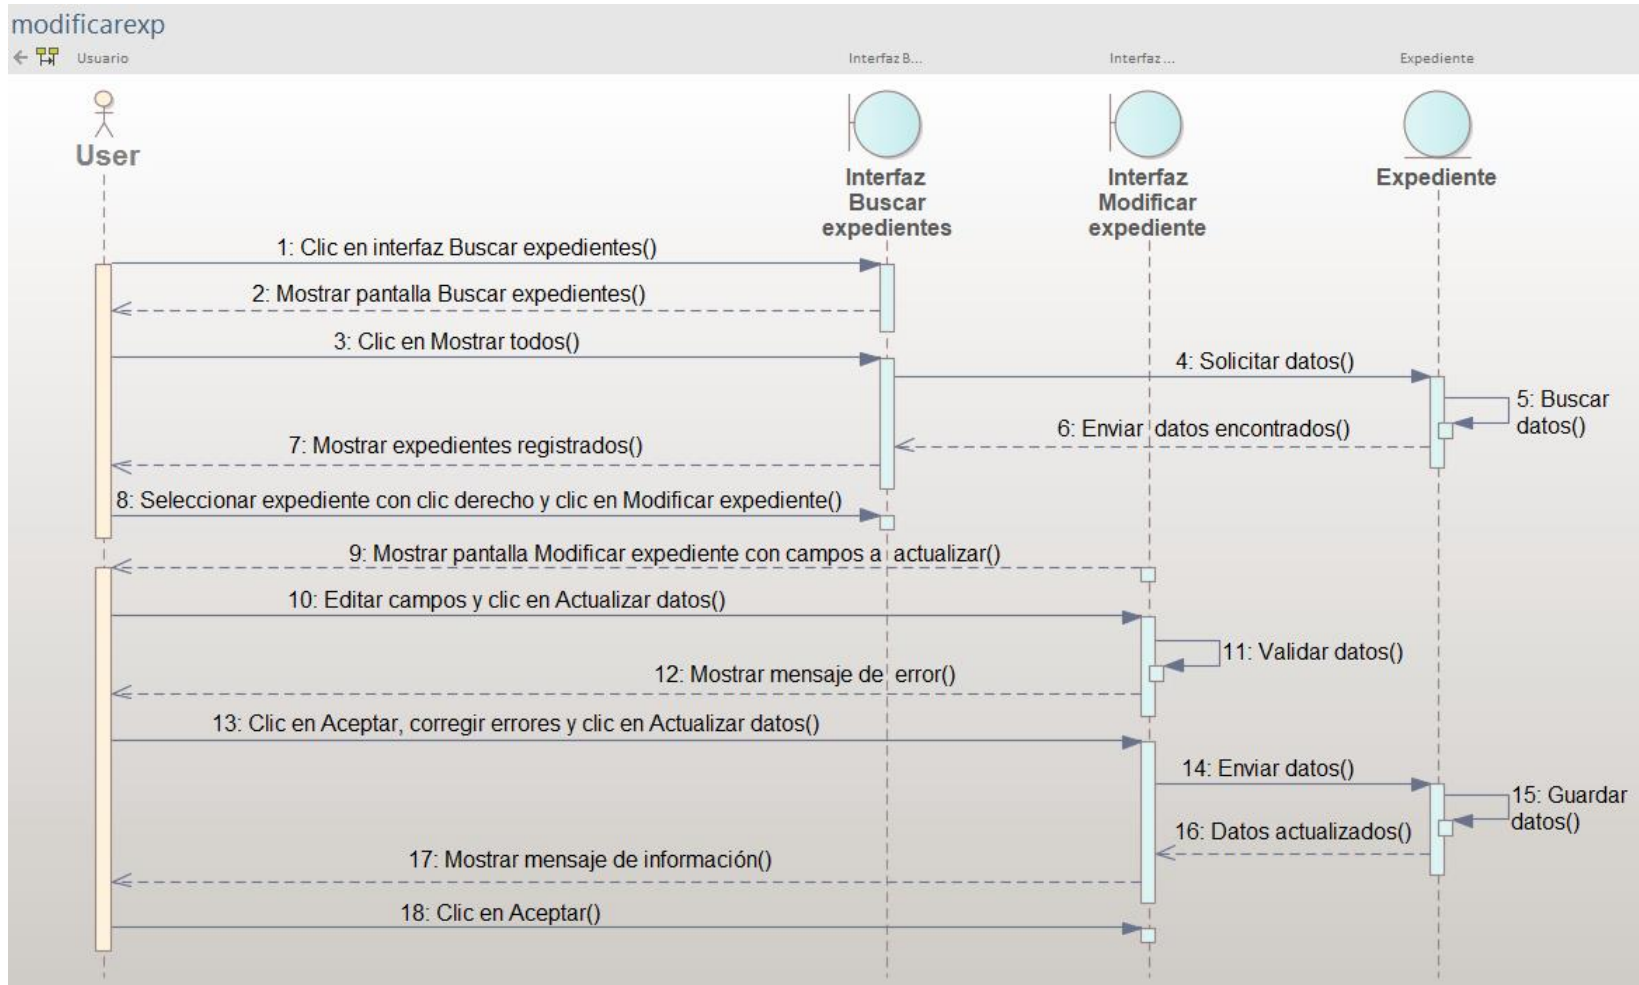 modificarexp
Usuario
Interfaz B...
Interfaz ...
Expediente
User
Interfaz
Buscar
expedientes
Interfaz
Modificar
expediente
Expediente
1: Clic en interfaz Buscar expedientes()
2: Mostrar pantalla Buscar expedientes()
3: Clic en Mostrar todos()
4: Solicitar datos()
5: Buscar
datos()
6: Enviar datos encontrados()
7: Mostrar expedientes registrados()
8: Seleccionar expediente con clic derecho y clic en Modificar expediente()
9: Mostrar pantalla Modificar expediente con campos a actualizar()
10: Editar campos y clic en Actualizar datos()
11: Validar datos()
12: Mostrar mensaje de error()
13: Clic en Aceptar, corregir errores y clic en Actualizar datos()
14: Enviar datos()
15: Guardar
datos()
16: Datos actualizados()
17: Mostrar mensaje de información()
18: Clic en Aceptar()